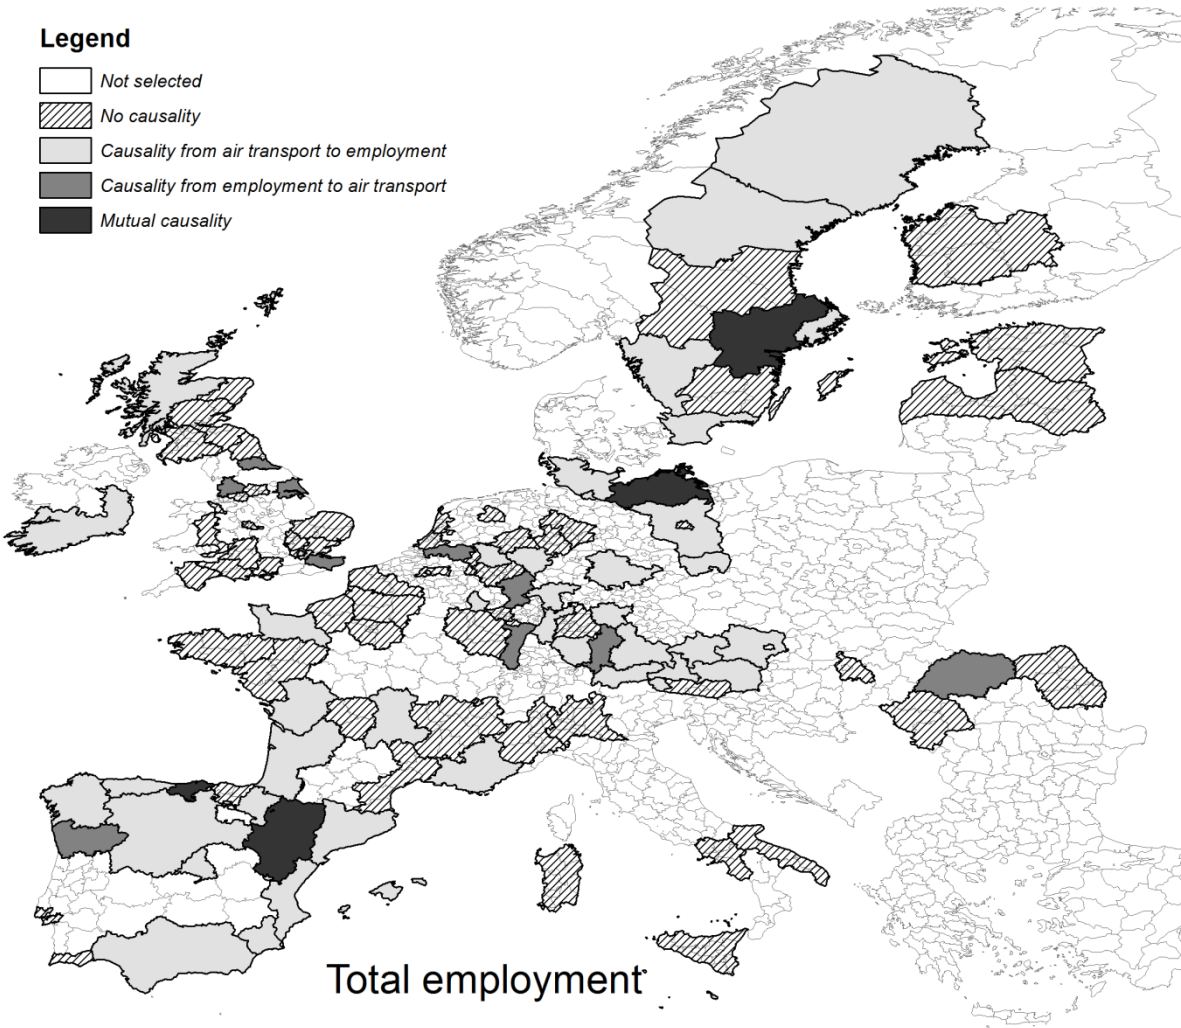 Legend
Not selected
No causality
Causality from air transport to employment
Causality from employment to air transport
Mutual causality
Total employment